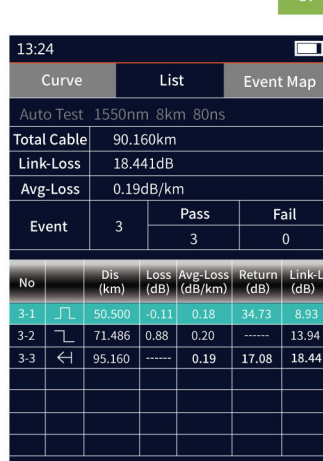 13:24
Curve List Event Map
Auto Test 1550nm 8km 80ns
Total Cable 90.160km
Link-Loss 18.441dB
Avg-Loss 0.19dB/km
Event 3 Pass Fail
3 0
No Dis Loss Avg-Loss Return Link-L
(km) (dB) (dB/km) (dB) (dB)
3-1 50.500 -0.11 0.18 34.73 8.93
3-2 71.486 0.88 0.20 ------ 13.94
3-3 95.160 ------ 0.19 17.08 18.44